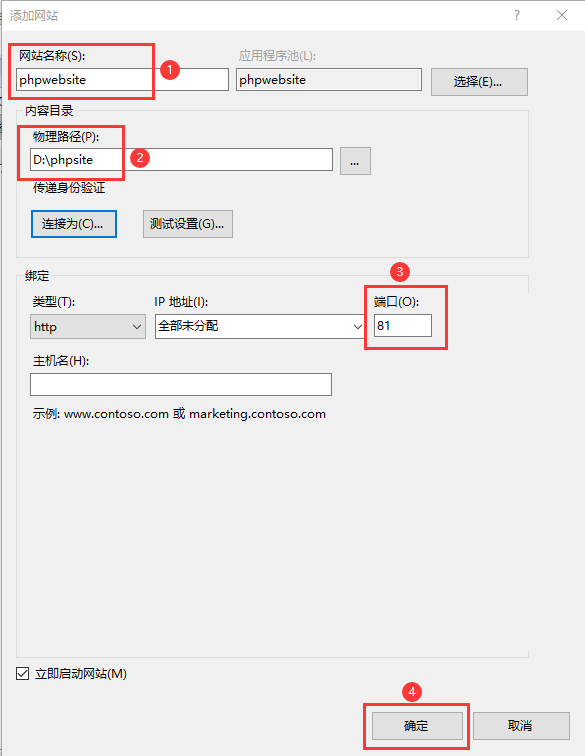 添加网站
?
网站名称(S):
应用程序池(L):
phpwebsite
1
phpwebsite
选择(E)...
内容目录
物理路径(P):
D:\phpsite
2
...
传递身份验证
连接为(C)...
测试设置(G)...
绑定
3
类型(T):
IP 地址(I):
端口(O):
http
全部未分配
81
主机名(H):
示例: www.contoso.com 或 marketing.contoso.com
立即启动网站(M)
4
确定
取消